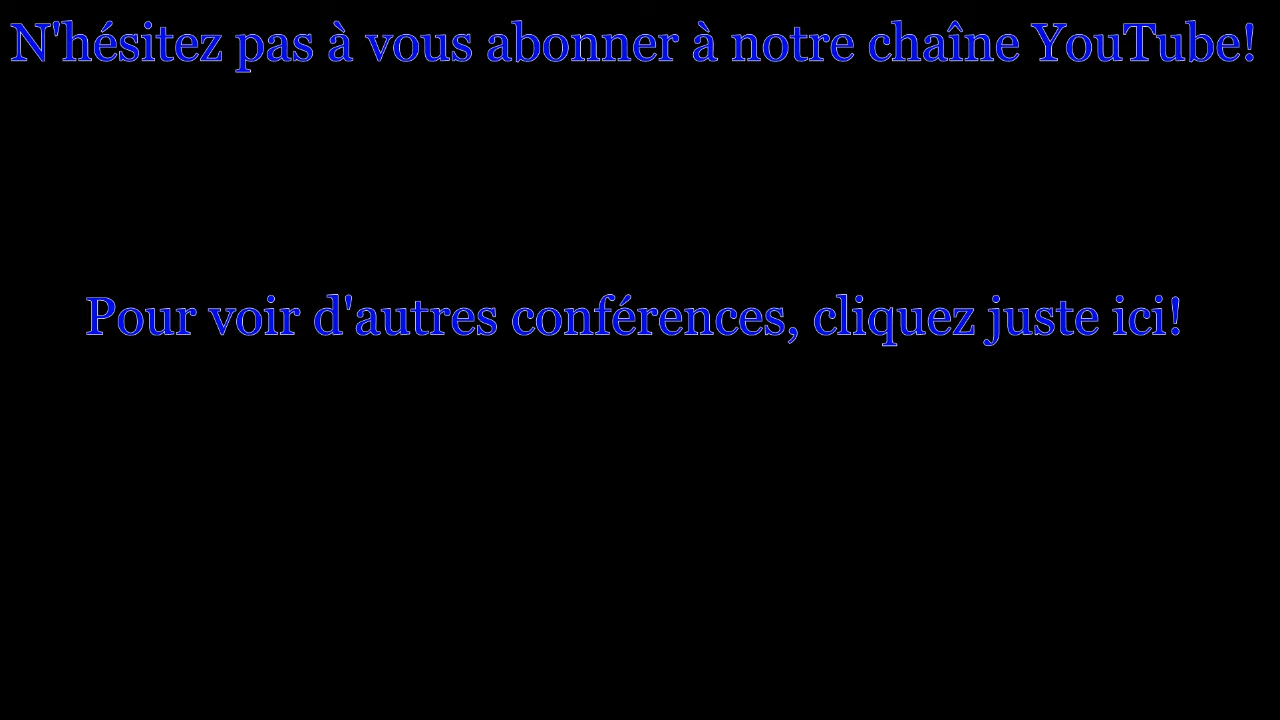 N'hésitez pas à vous abonner à notre chaîne YouTube!
Pour voir d'autres conférences, cliquez juste ici!